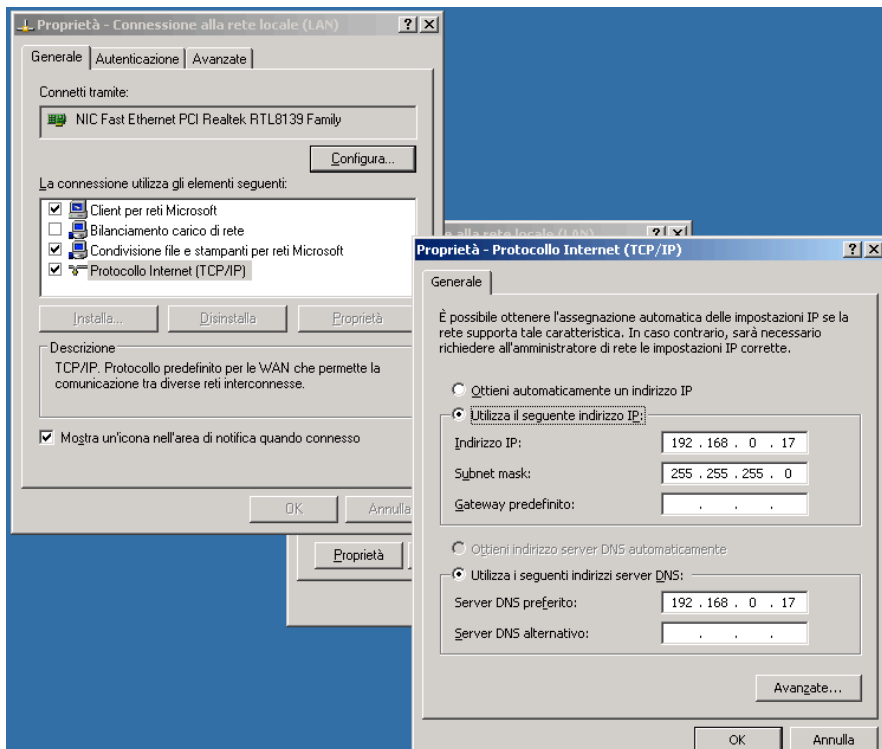 Proprietà - Connessione alla rete locale (LAN)
Generale
Autenticazione
Avanzate
Connetti tramite:
NIC Fast Ethernet PCI Realtek RTL8139 Family
Configura...
La connessione utilizza gli elementi seguenti:
Client per reti Microsoft
Bilanciamento carico di rete
Condivisione file e stampanti per reti Microsoft
Protocollo Internet (TCP/IP)
Installa...
Disinstalla
Proprietà
Descrizione
TCP/IP. Protocollo predefinito per le WAN che permette la
comunicazione tra diverse reti interconnesse.
Mostra un'icona nell'area di notifica quando connesso
OK
Annulla
Proprietà
alla rete locale (LAN)
Proprietà - Protocollo Internet (TCP/IP)
Generale
È possibile ottenere l'assegnazione automatica delle impostazioni IP se la
rete supporta tale caratteristica. In caso contrario, sarà necessario
richiedere all'amministratore di rete le impostazioni IP corrette.
Ottieni automaticamente un indirizzo IP
Utilizza il seguente indirizzo IP:
Indirizzo IP: 192 . 168 . 0 . 17
Subnet mask: 255 . 255 . 255 . 0
Gateway predefinito: . . .
Ottieni indirizzo server DNS automaticamente
Utilizza i seguenti indirizzi server DNS:
Server DNS preferito: 192 . 168 . 0 . 17
Server DNS alternativo: . . .
Avanzate...
OK
Annulla